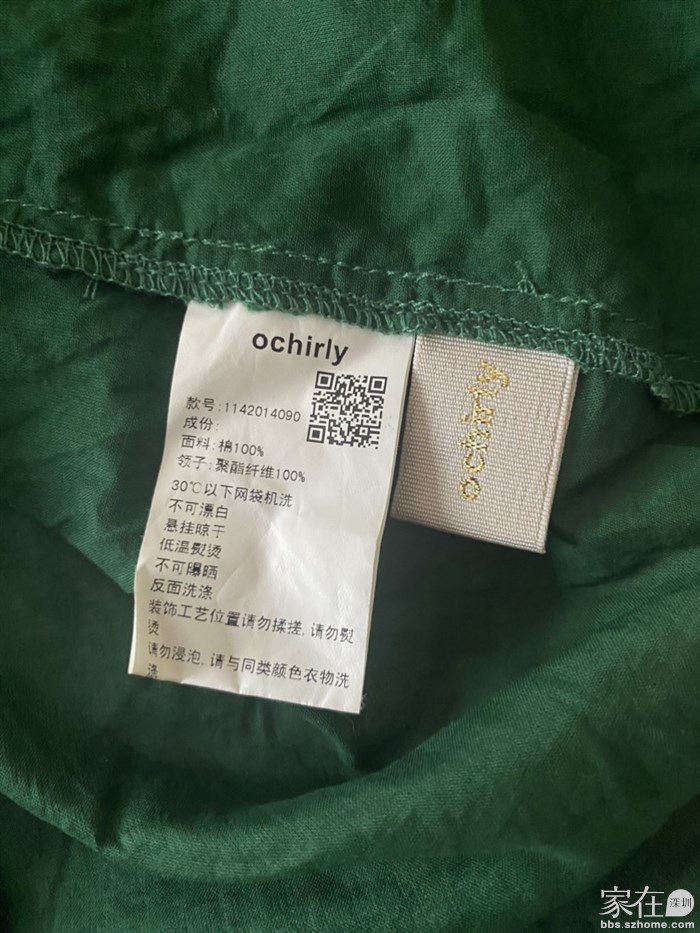 ochirly
款号:1142014090
成份:
面料:棉100%
领子:聚酯纤维100%
30℃以下网袋机洗
不可漂白
悬挂晾干
低温熨烫
不可曝晒
反面洗涤
装饰工艺位置请勿揉搓,请勿熨
烫
请勿浸泡,请与同类颜色衣物洗
涤
ochirly
家在深圳
bbs.szhome.com